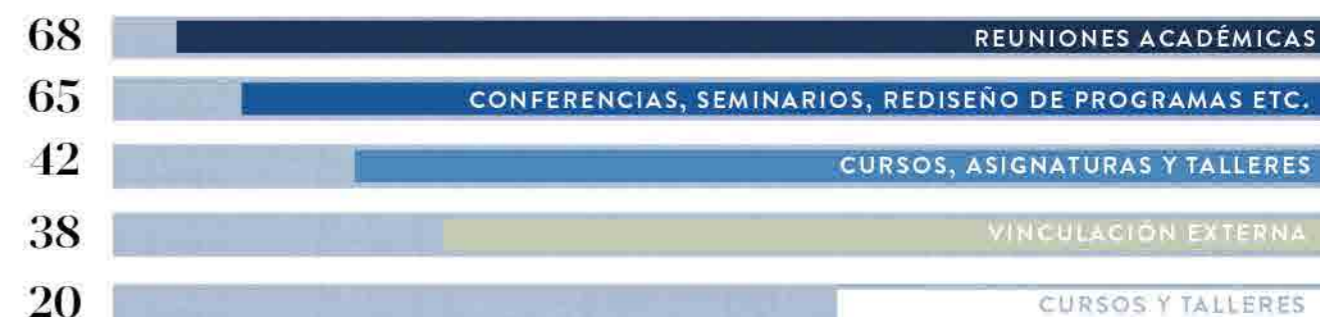 68 REUNIONES ACADÉMICAS
65 CONFERENCIAS, SEMINARIOS, REDISEÑO DE PROGRAMAS ETC.
42 CURSOS, ASIGNATURAS Y TALLERES
38 VINCULACIÓN EXTERNA
20 CURSOS Y TALLERES